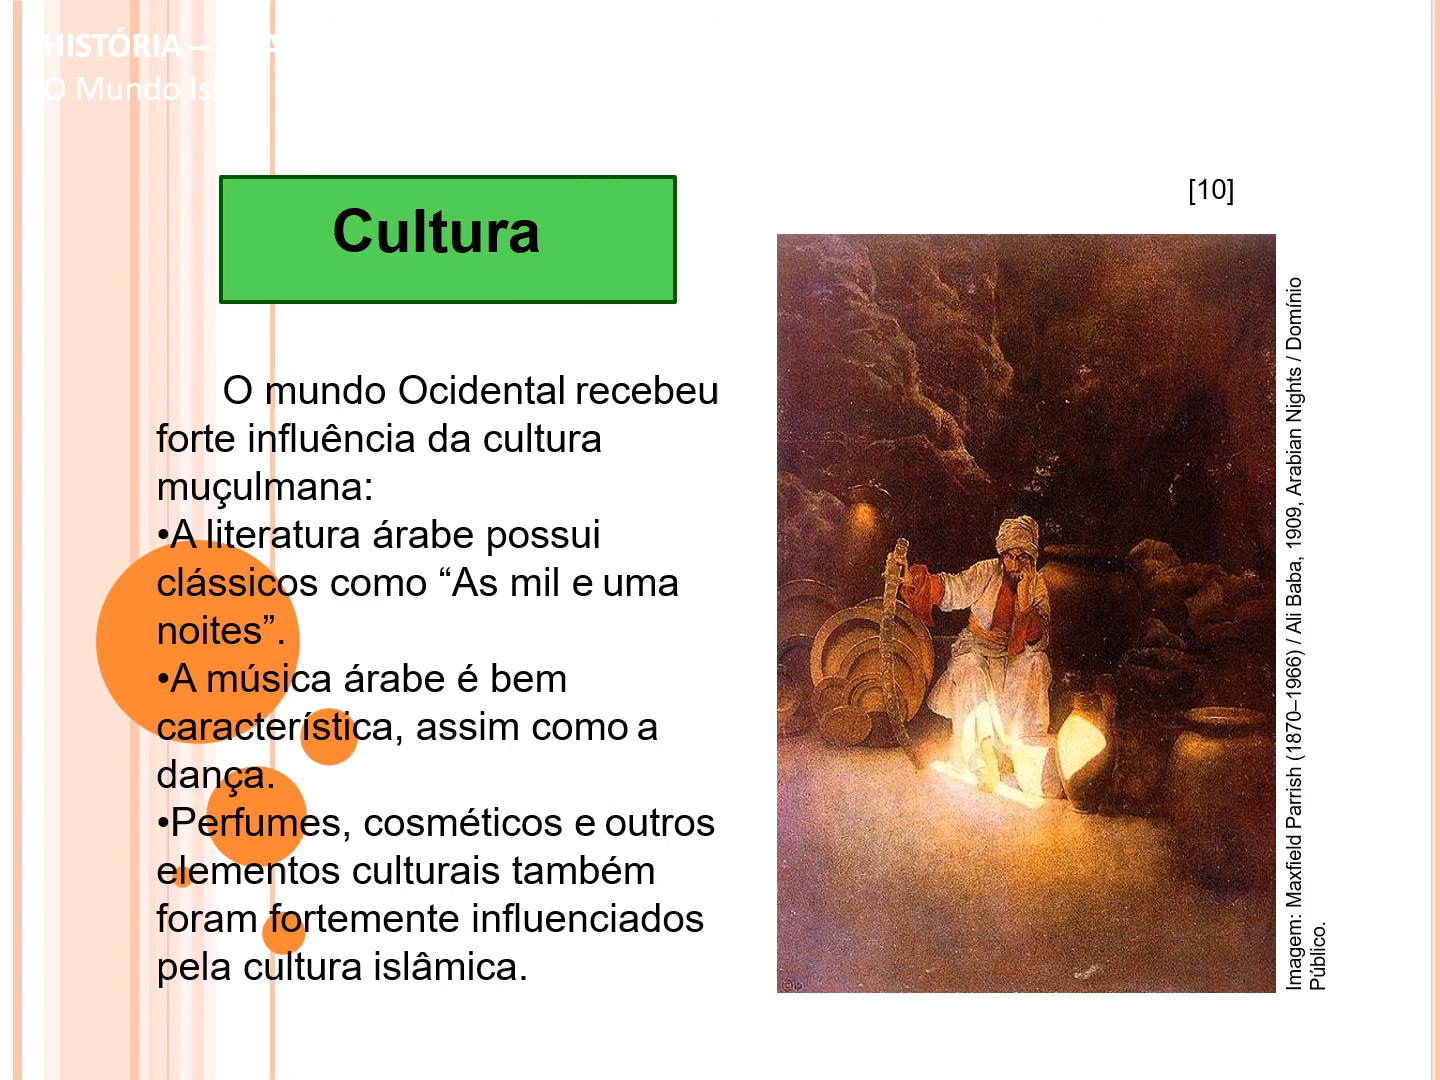 HISTÓRIA –
O Mundo
Cultura
[10]
O mundo Ocidental recebeu
forte influência da cultura
muçulmana:
•A literatura árabe possui
clássicos como “As mil e uma
noites”.
•A música árabe é bem
característica, assim como a
dança.
•Perfumes, cosméticos e outros
elementos culturais também
foram fortemente influenciados
pela cultura islâmica.
Imagem: Maxfield Parrish (1870–1966) / Ali Baba, 1909, Arabian Nights / Domínio
Público.